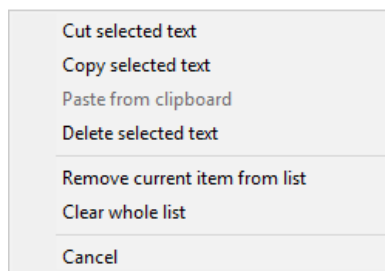 Cut selected text
Copy selected text
Paste from clipboard
Delete selected text
Remove current item from list
Clear whole list
Cancel